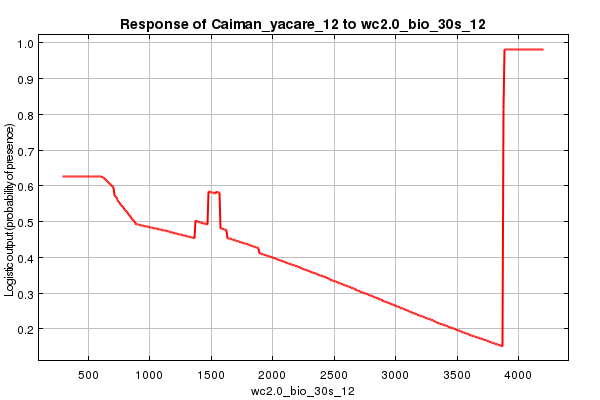 Response of Caiman_yacare_12 to wc2.0_bio_30s_12
Logistic output (probability of presence)
1.0
0.9
0.8
0.7
0.6
0.5
0.4
0.3
0.2
500 1000 1500 2000 2500 3000 3500 4000
wc2.0_bio_30s_12